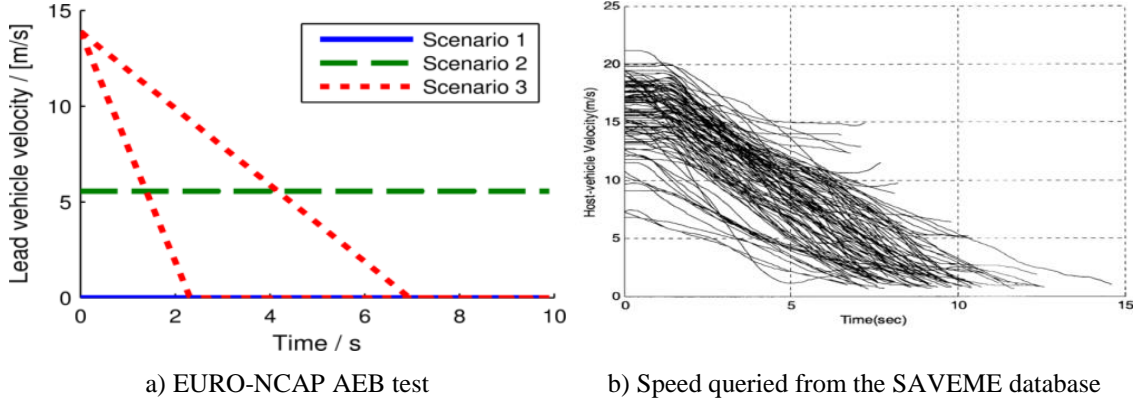 15
10
5
0
0
2
4
6
8
10
Lead vehicle velocity / [m/s]
Time / s
Scenario 1
Scenario 2
Scenario 3
a) EURO-NCAP AEB test
25
20
15
10
5
0
0
5
10
15
Host-vehicle Velocity(m/s)
Time(sec)
b) Speed queried from the SAVEME database